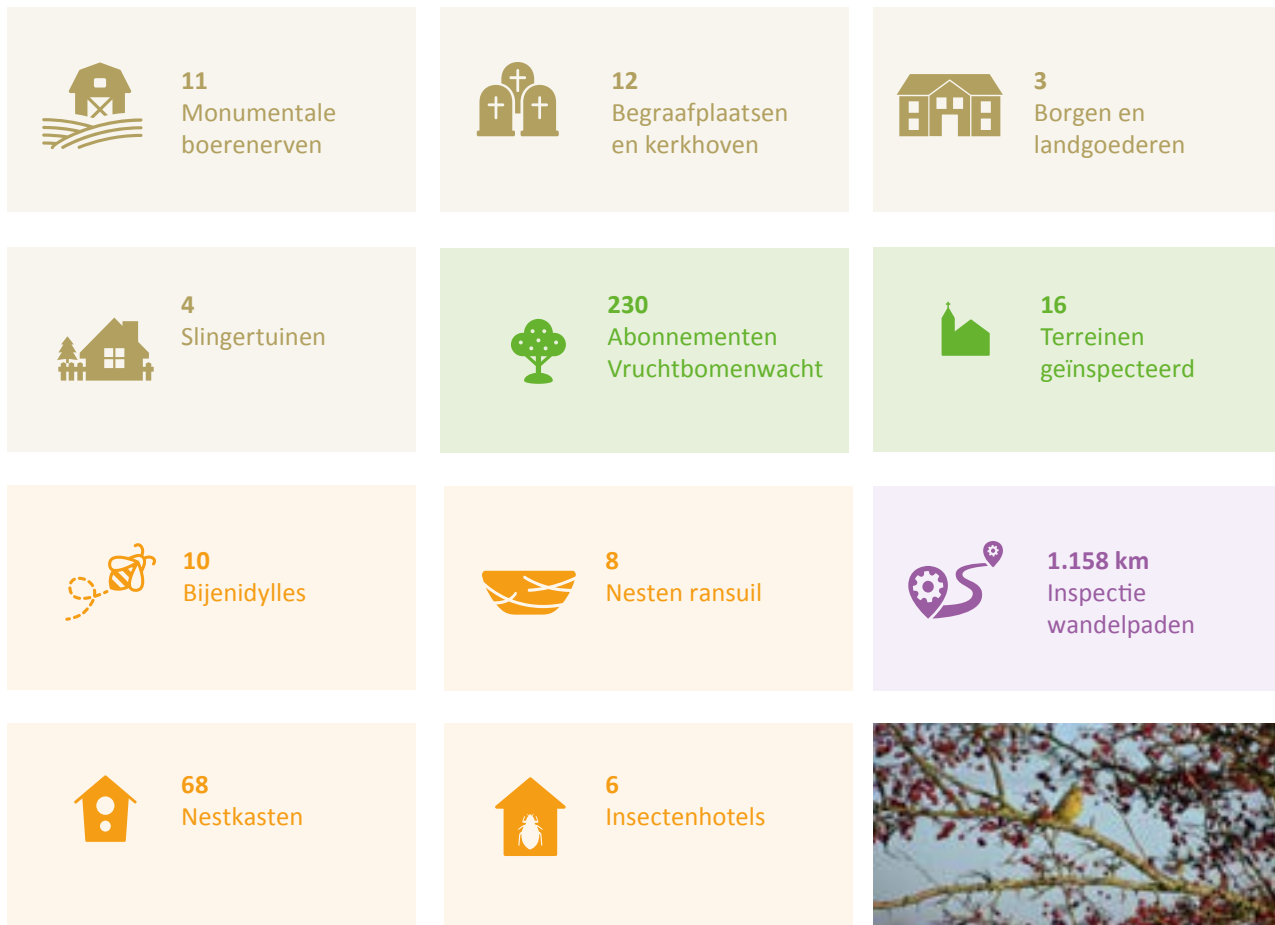 11
Monumentale
boerenerven
12
Begraafplaatsen
en kerkhoven
3
Borgen en
landgoederen
4
Slingertuinen
230
Abonnementen
Vruchtbomenwacht
16
Terreinen
geïnspecteerd
10
Bijenidylles
8
Nesten ransuil
1.158 km
Inspectie
wandelpaden
68
Nestkasten
6
Insectenhotels